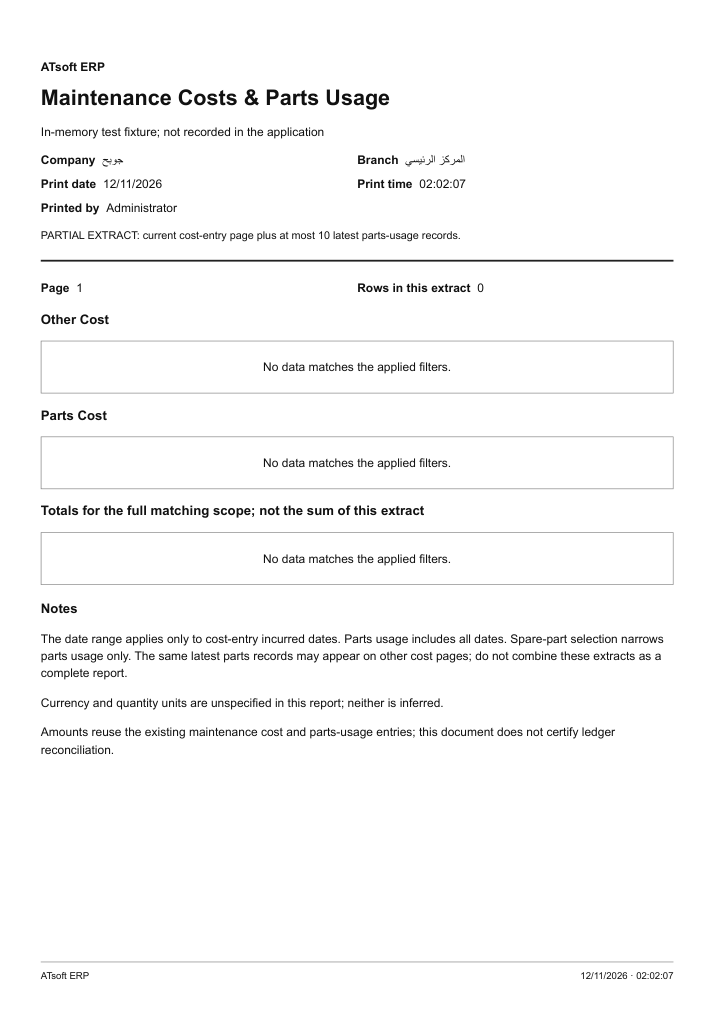 ATsoft ERP
Maintenance Costs & Parts Usage
In-memory test fixture; not recorded in the application
Company جويج Branch المركز الرئيسي
Print date 12/11/2026 Print time 02:02:07
Printed by Administrator
PARTIAL EXTRACT: current cost-entry page plus at most 10 latest parts-usage records.
Page 1 Rows in this extract 0
Other Cost
No data matches the applied filters.
Parts Cost
No data matches the applied filters.
Totals for the full matching scope; not the sum of this extract
No data matches the applied filters.
Notes
The date range applies only to cost-entry incurred dates. Parts usage includes all dates. Spare-part selection narrows
parts usage only. The same latest parts records may appear on other cost pages; do not combine these extracts as a
complete report.
Currency and quantity units are unspecified in this report; neither is inferred.
Amounts reuse the existing maintenance cost and parts-usage entries; this document does not certify ledger
reconciliation.
ATsoft ERP 12/11/2026 · 02:02:07